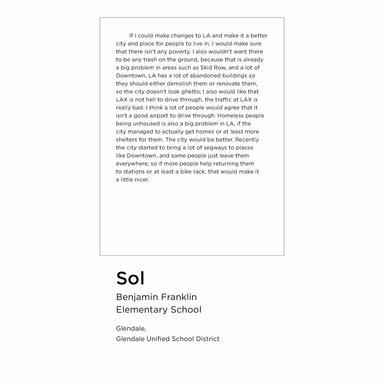 If I could make changes to LA and make it a better
city and place for people to live in, I would make sure
that there isn't any poverty. I also wouldn't want there
to be any trash on the ground, because that is already
a big problem in areas such as Skid Row, and a lot of
Downtown. LA has a lot of abandoned buildings so
they should either demolish them or renovate them,
so the city doesn't look ghetto; I also would like that
LAX is not hell to drive through, the traffic at LAX is
really bad. I think a lot of people would agree that it
isn't a good airport to drive through. Homeless people
being unhoused is also a big problem in LA, if the
city managed to actually get homes or at least more
shelters for them. The city would be better. Recently
the city started to bring a lot of segways to places
like Downtown, and some people just leave them
everywhere; so if more people help returning them
to stations or at least a bike rack, that would make it
a little nicer.
Sol
Benjamin Franklin
Elementary School
Glendale,
Glendale Unified School District